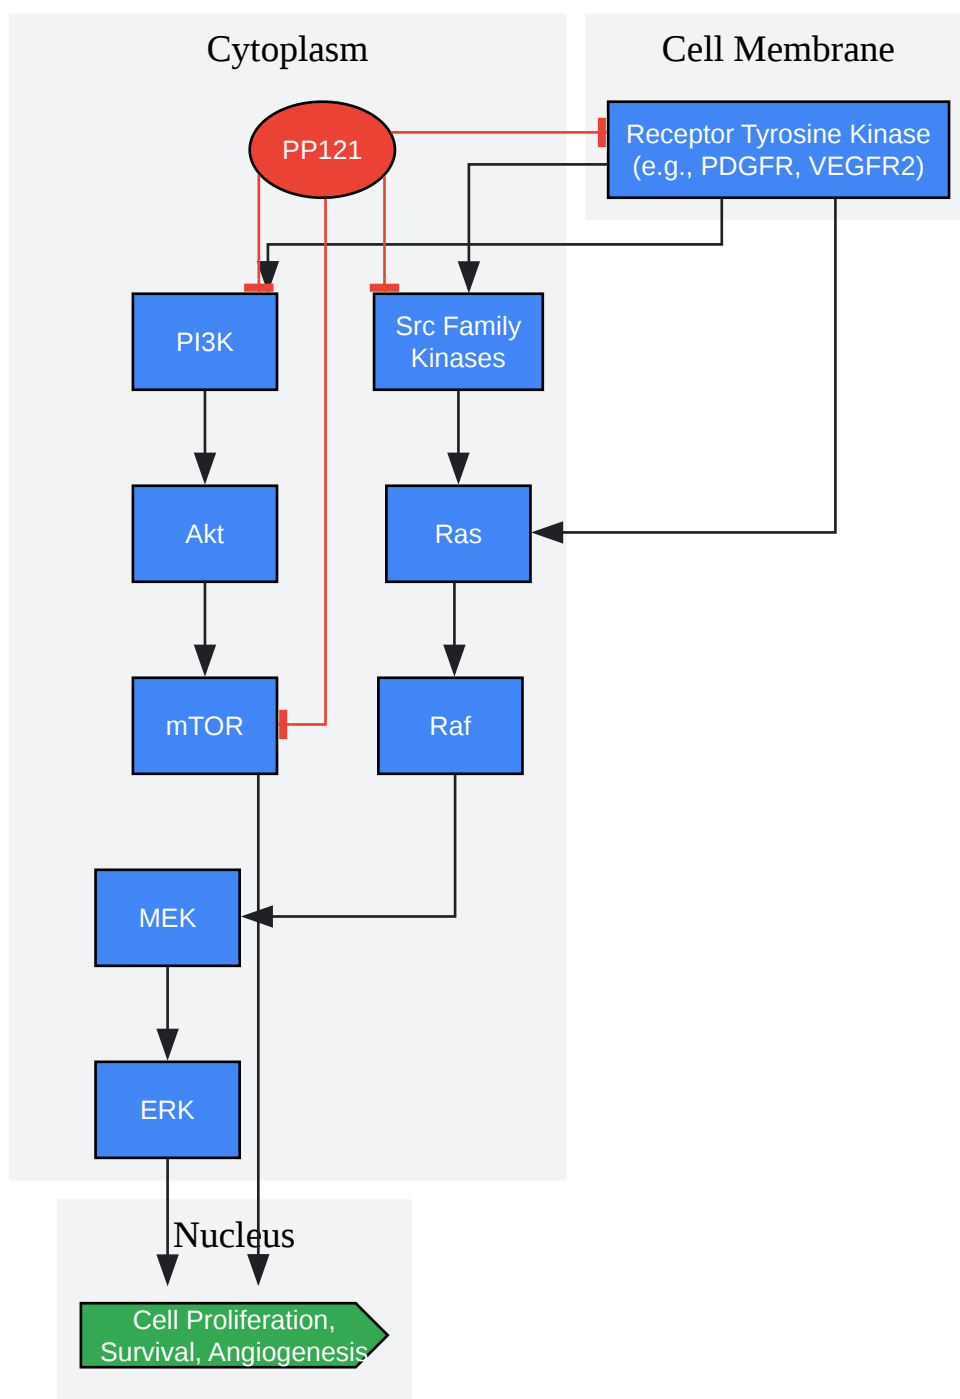 Cytoplasm
Cell Membrane
PP121
Receptor Tyrosine Kinase
(e.g., PDGFR, VEGFR2)
PI3K
Src Family
Kinases
Akt
Ras
mTOR
Raf
MEK
ERK
Nucleus
Cell Proliferation,
Survival, Angiogenesis